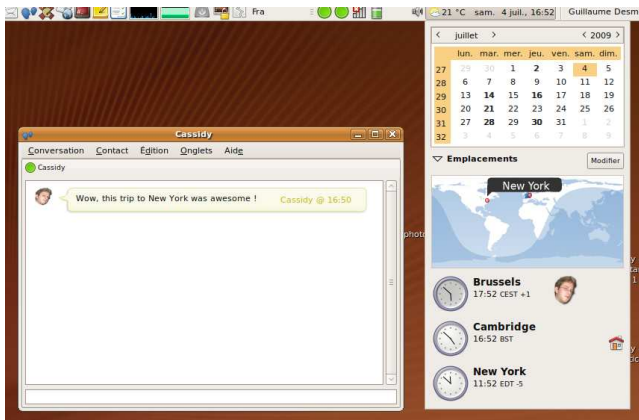 Fra
21 °C sam. 4 juil., 16:52 Guillaume Desm
< juillet > < 2009 >
lun. mar. mer. jeu. ven. sam. dim.
27 29 30 1 2 3 4 5
28 6 7 8 9 10 11 12
29 13 14 15 16 17 18 19
30 20 21 22 23 24 25 26
31 27 28 29 30 31 1 2
32 3 4 5 6 7 8 9
Emplacements Modifier
New York
Brussels
17:52 CEST +1
Cambridge
16:52 BST
New York
11:52 EDT -5
Cassidy
Conversation Contact Édition Onglets Aide
Cassidy
Wow, this trip to New York was awesome ! Cassidy @ 16:50
photo